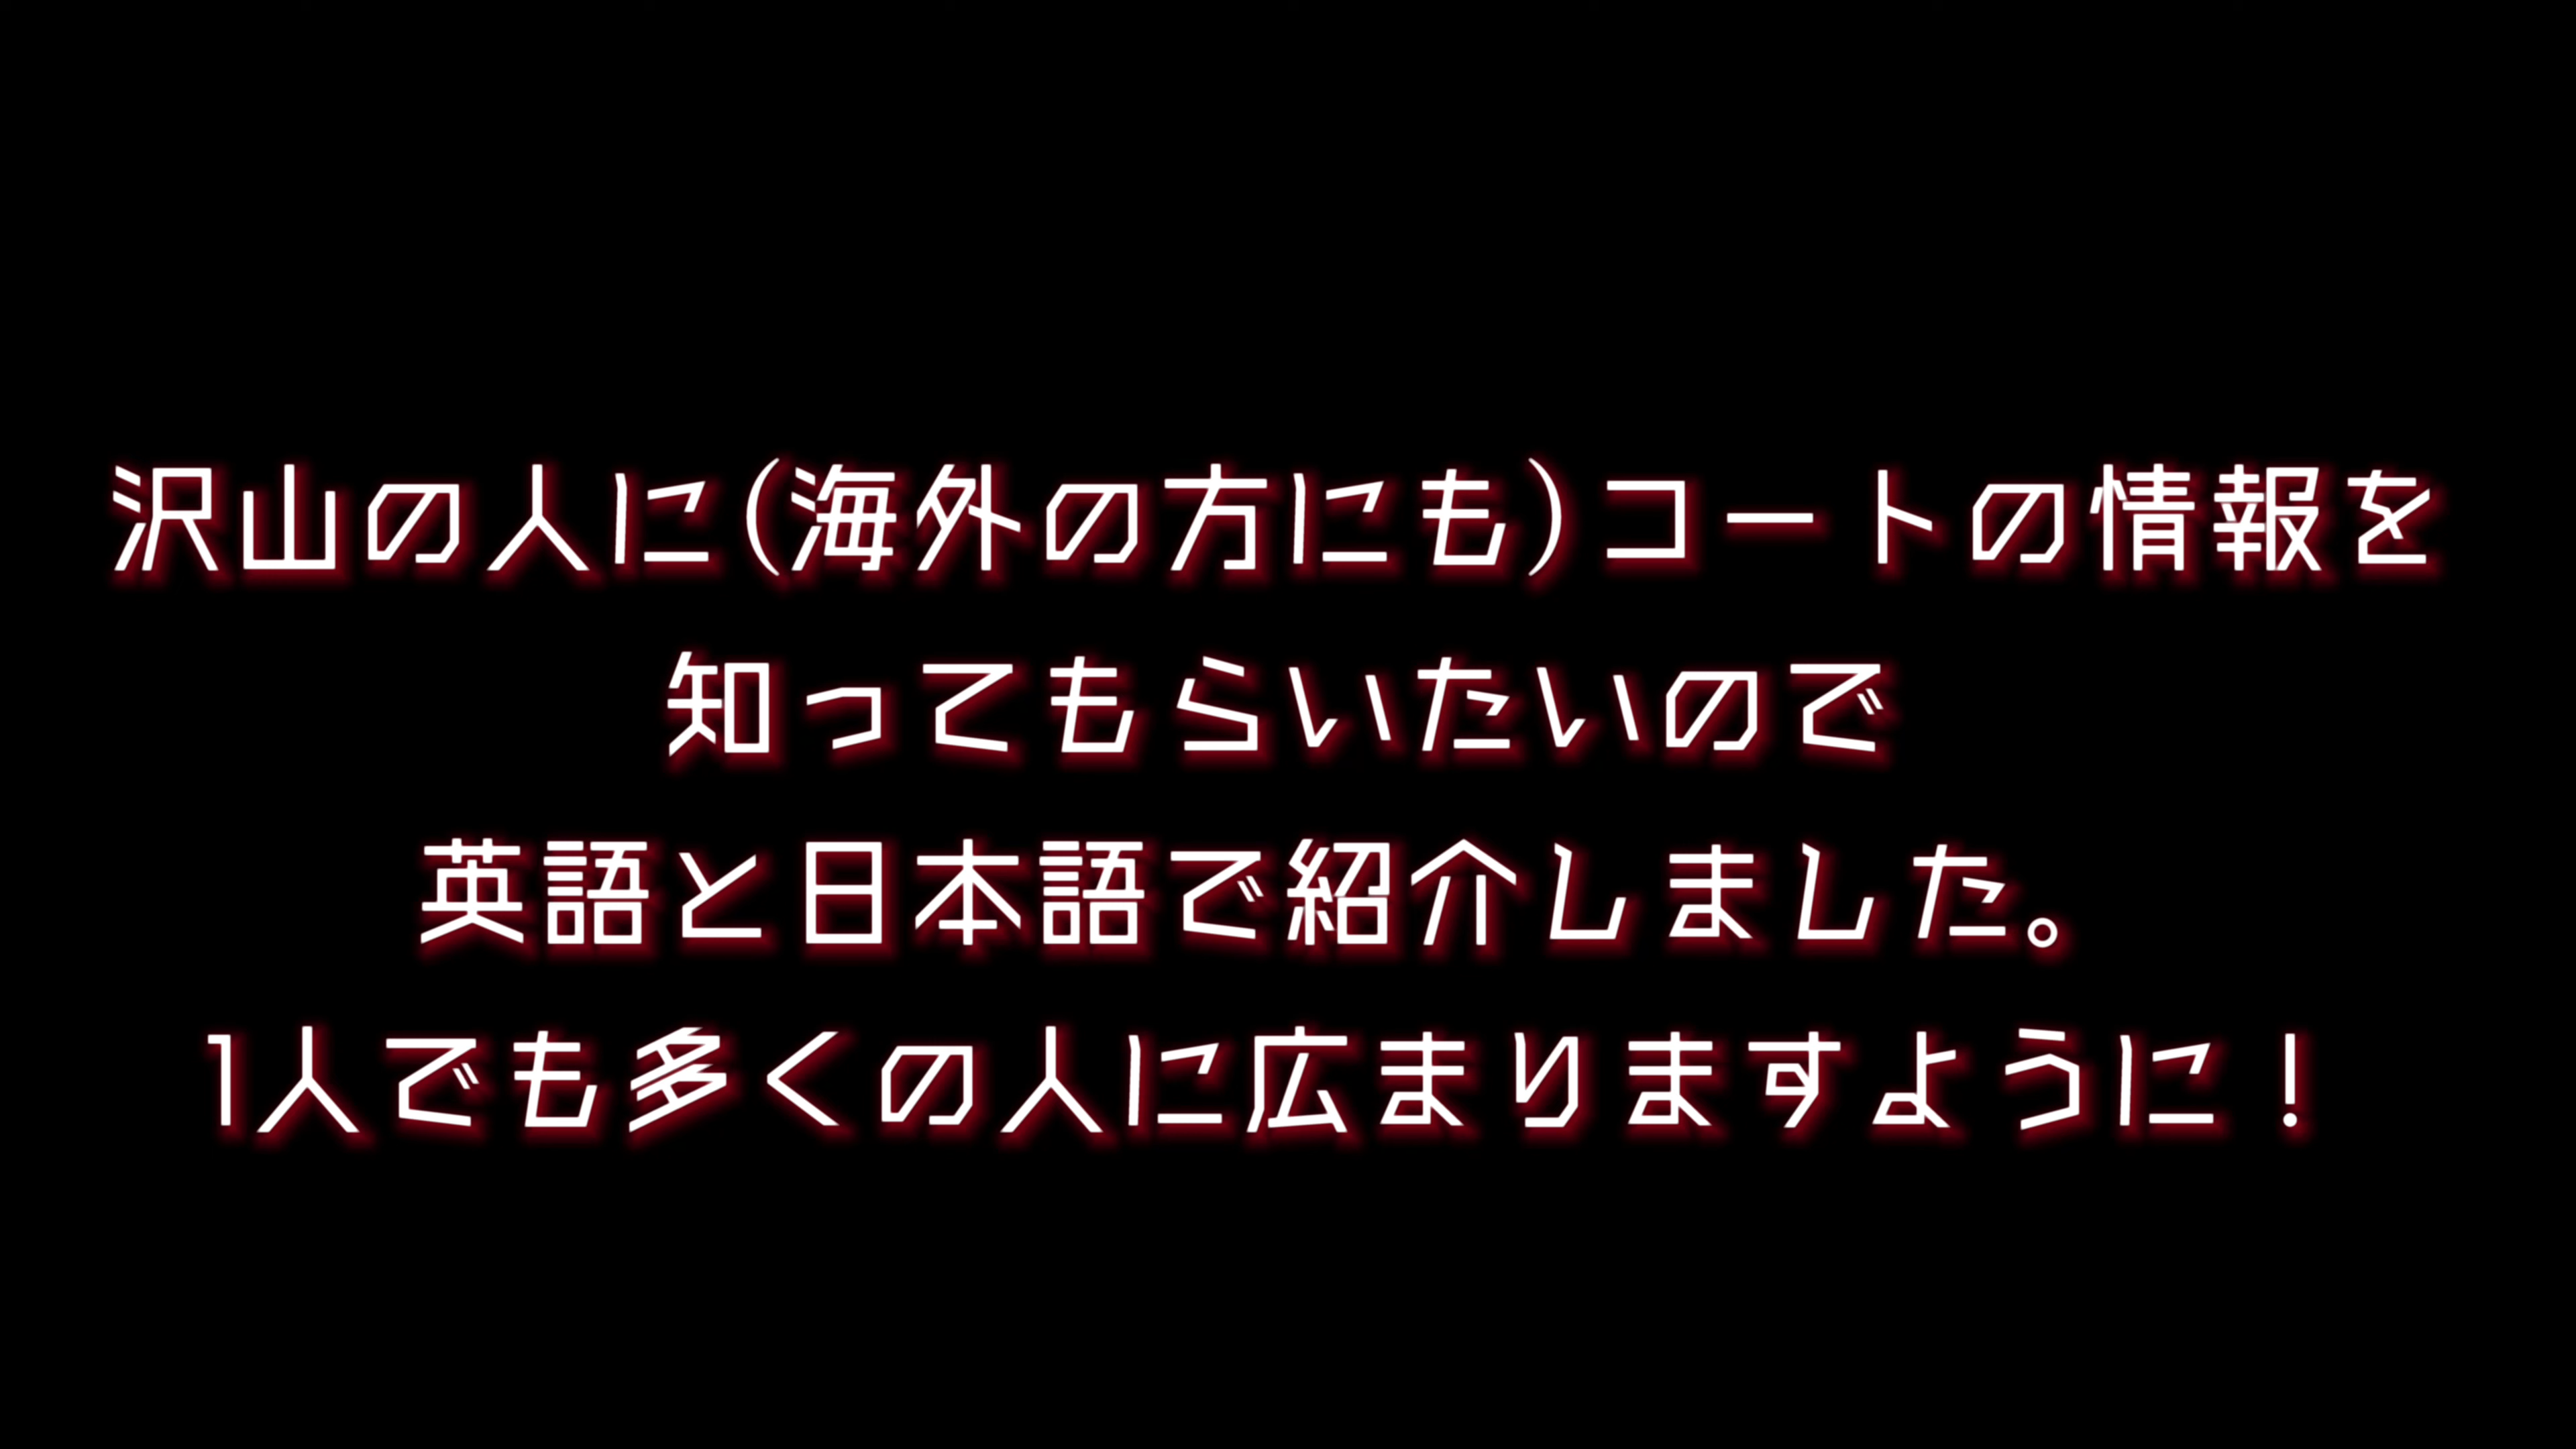 沢山の人に(海外の方にも)コートの情報を
知ってもらいたいので
英語と日本語で紹介しました。
1人でも多くの人に広まりますように！